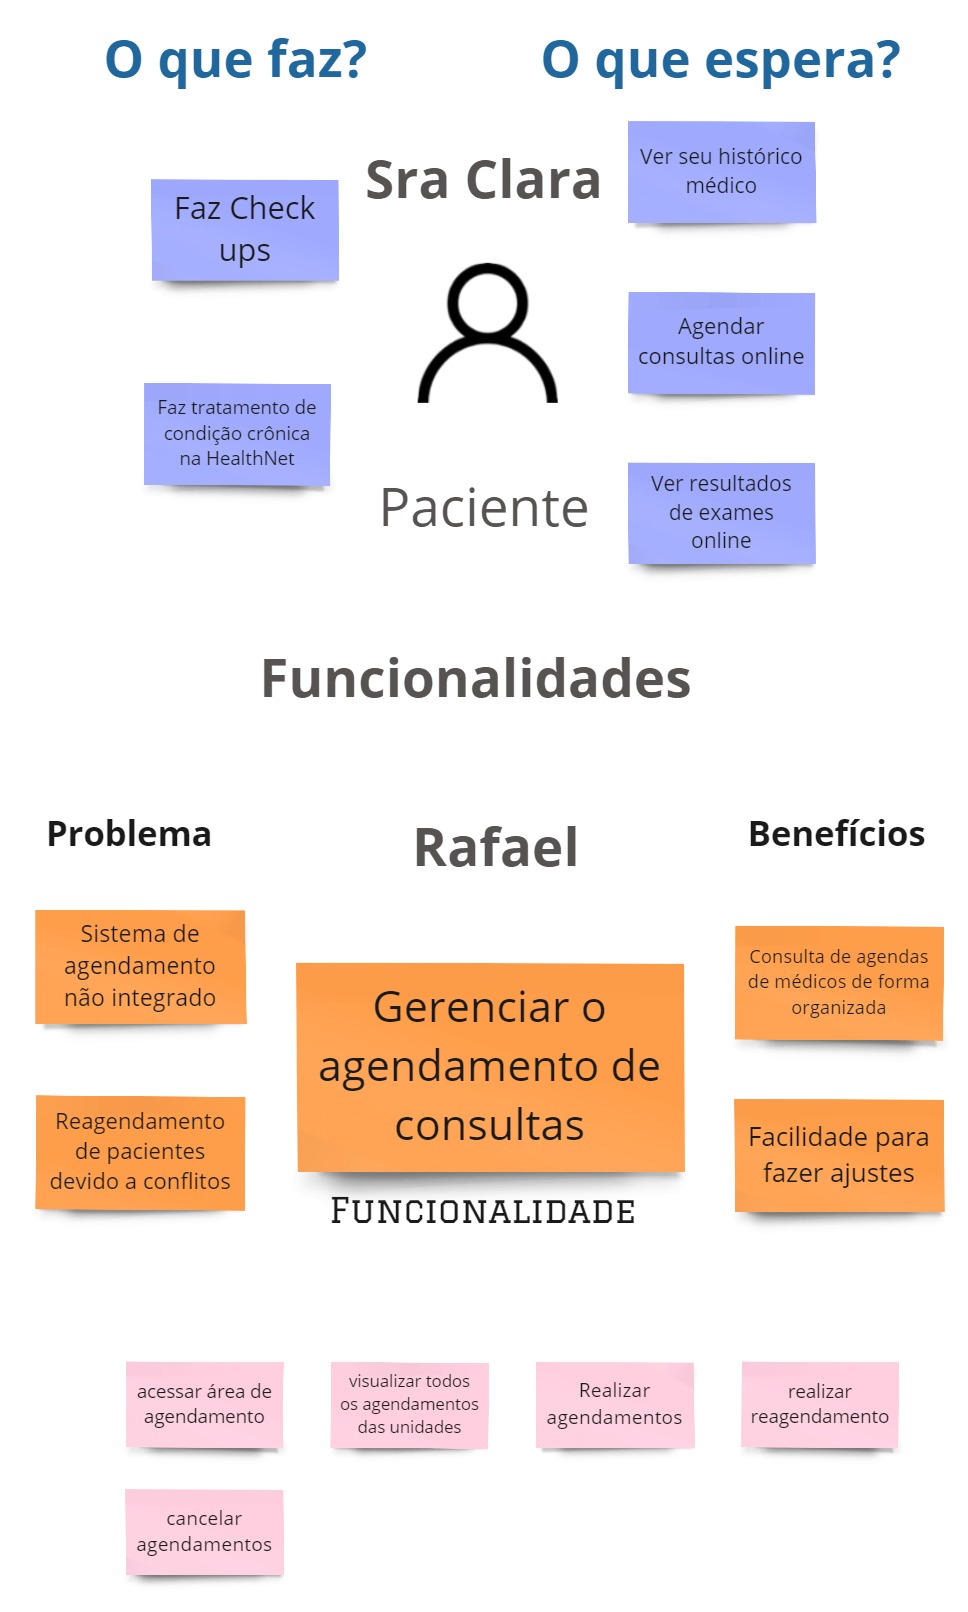 O que faz?
O que espera?
Sra Clara
Faz Check
ups
Faz tratamento de
condição crônica
na HealthNet
Paciente
Ver seu histórico
médico
Agendar
consultas online
Ver resultados
de exames
online
Funcionalidades
Problema
Rafael
Benefícios
Sistema de
agendamento
não integrado
Reagendamento
de pacientes
devido a conflitos
Gerenciar o
agendamento de
consultas
Funcionalidade
Consulta de agendas
de médicos de forma
organizada
Facilidade para
fazer ajustes
acessar área de
agendamento
visualizar todos
os agendamentos
das unidades
Realizar
agendamentos
realizar
reagendamento
cancelar
agendamentos